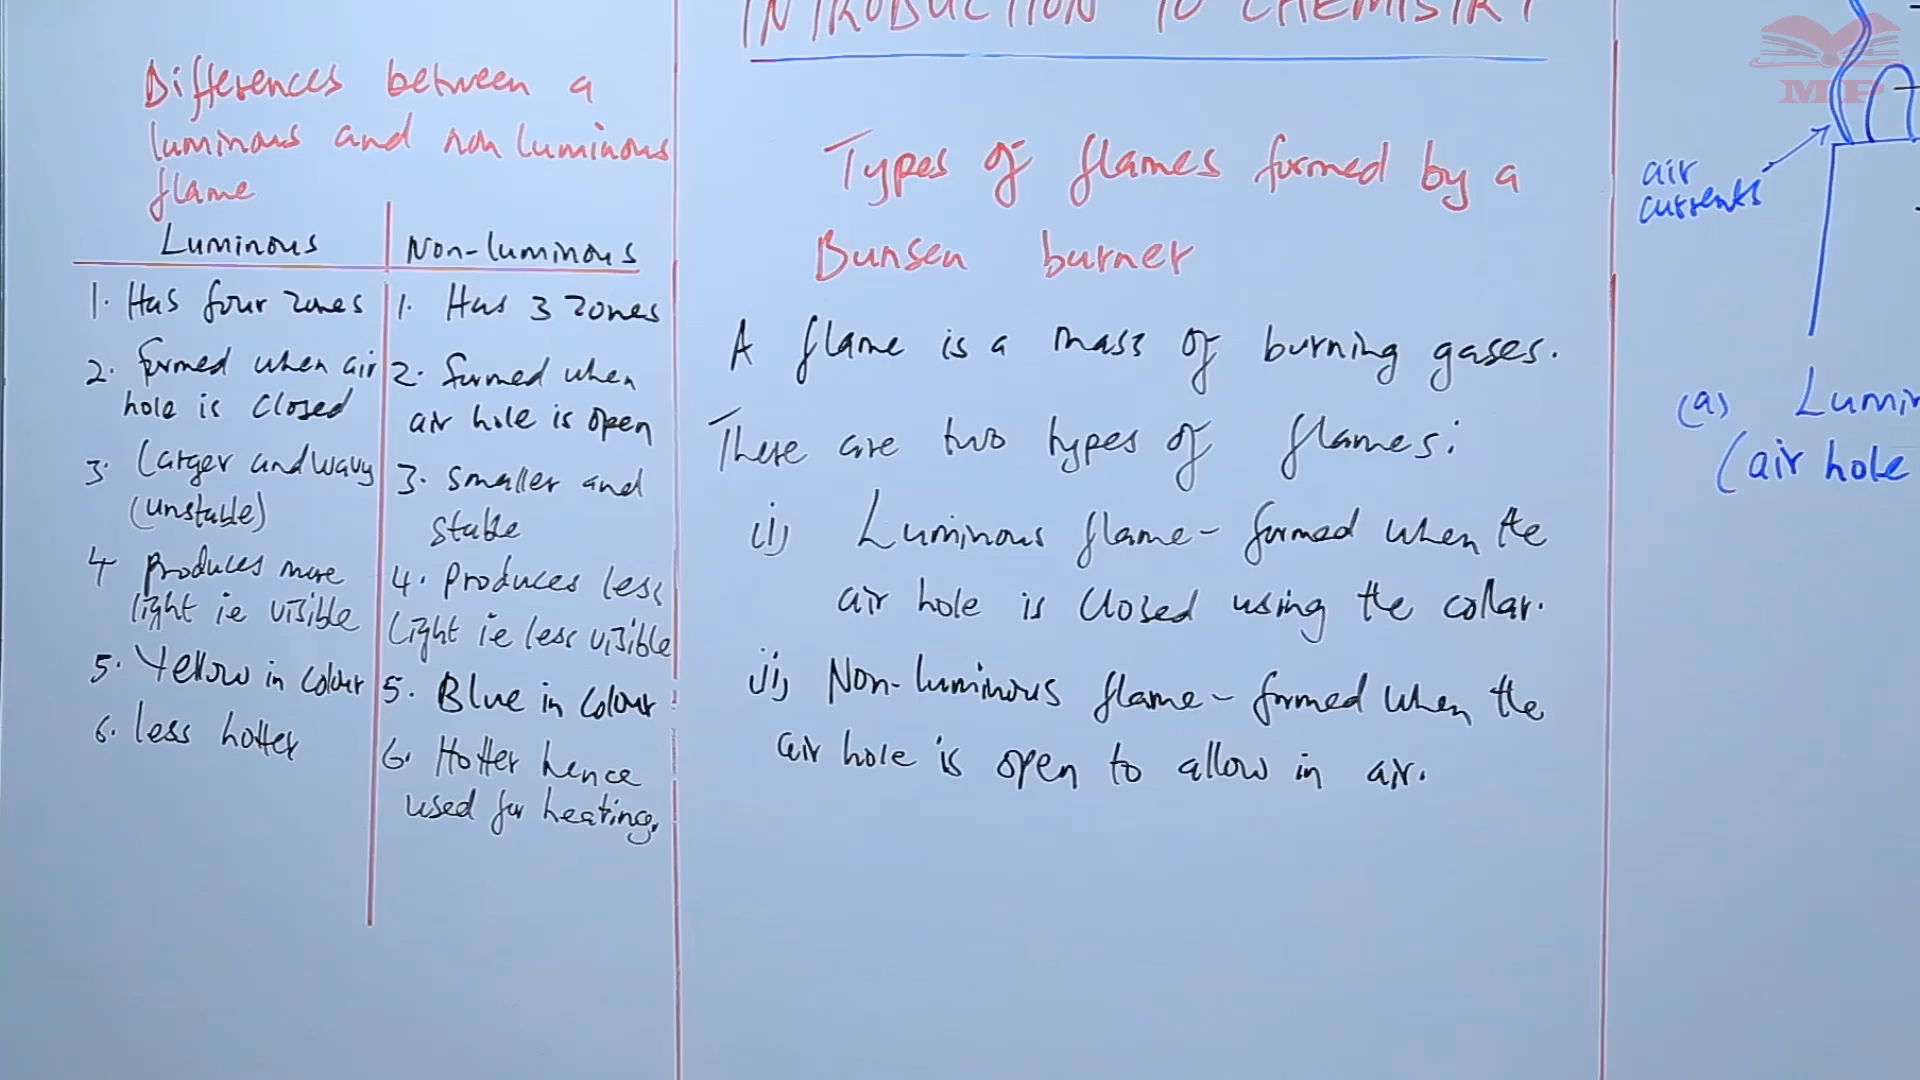 INTRODUCTION TO CHEMISTRY
Differences between a
luminous and non luminous
flame
Luminous
1. Has four zones
2. formed when air
hole is closed
3. Larger and wavy
(unstable)
4 produces more
light ie visible
5. Yellow in colour
6. less hotter
Non-luminous
1. Has 3 zones
2. formed when
air hole is open
3. smaller and
stable
4. produces less
light ie less visible
5. Blue in colour
6. Hotter hence
used for heating.
Types of flames formed by a
Bunsen burner
A flame is a mass of burning gases.
There are two types of flames:
(i) Luminous flame - formed when the
air hole is closed using the collar.
ii) Non-luminous flame - formed when the
air hole is open to allow in air.
MP
air
currents
(a) Lumin
(air hole